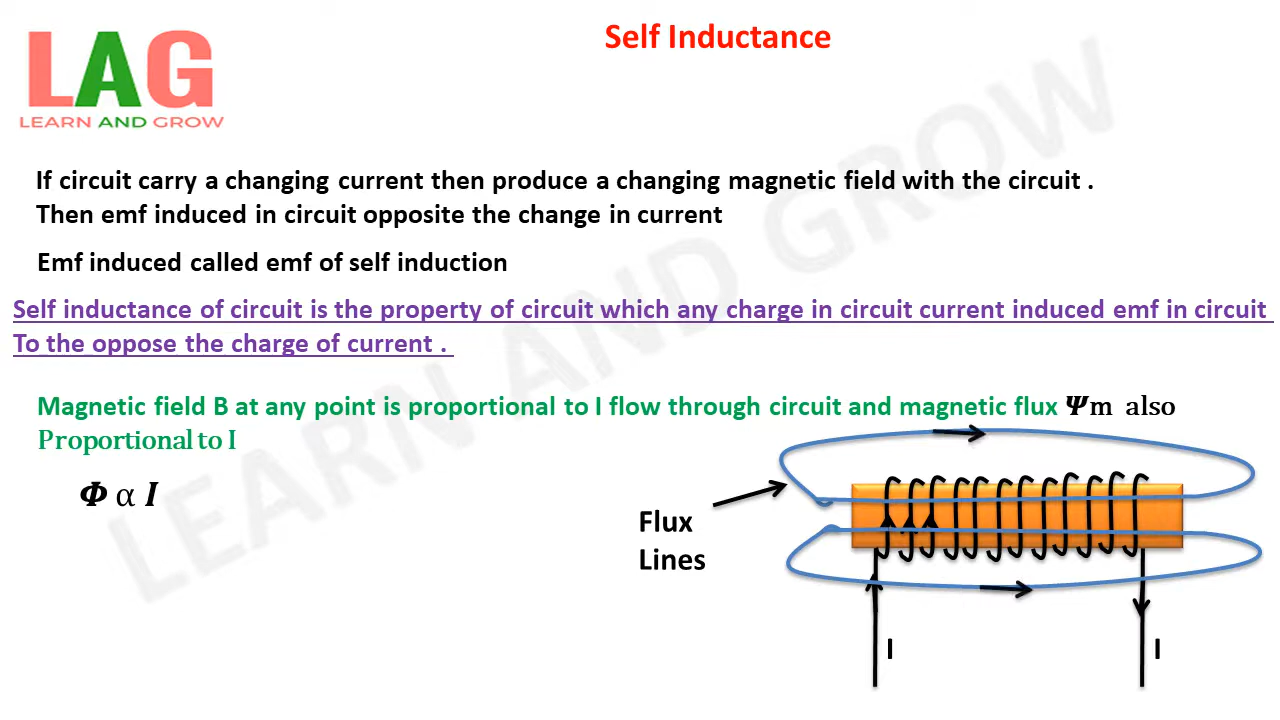 LAG
LEARN AND GROW
Self Inductance
If circuit carry a changing current then produce a changing magnetic field with the circuit .
Then emf induced in circuit opposite the change in current
Emf induced called emf of self induction
Self inductance of circuit is the property of circuit which any charge in circuit current induced emf in circuit
To the oppose the charge of current .
Magnetic field B at any point is proportional to I flow through circuit and magnetic flux Ψm also
Proportional to I
Φ α I
Flux
Lines
I
I
LEARN AND GROW